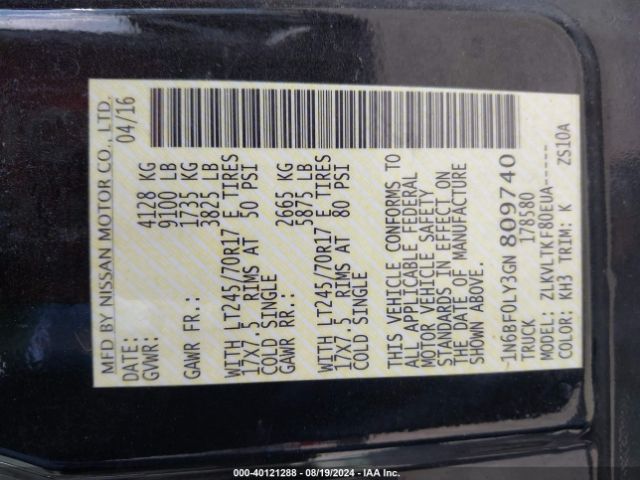 MFD BY NISSAN MOTOR CO., LTD.
DATE: 04/16
GVWR: 4128 KG
9100 LB
GAWR FR.: 1735 KG
3825 LB
WITH LT245/70R17 E TIRES
17X7.5 RIMS AT 50 PSI
COLD SINGLE
GAWR RR.: 2665 KG
5875 LB
WITH LT245/70R17 E TIRES
17X7.5 RIMS AT 80 PSI
COLD SINGLE
THIS VEHICLE CONFORMS TO
ALL APPLICABLE FEDERAL
MOTOR VEHICLE SAFETY
STANDARDS IN EFFECT ON
THE DATE OF MANUFACTURE
SHOWN ABOVE.
1N6BF0LY3GN809740
TRUCK 178580
MODEL: ZLKVLTKF80EUA-----
COLOR: KH3 TRIM: K ZS10A
000-40121288 - 08/19/2024 - IAA Inc.